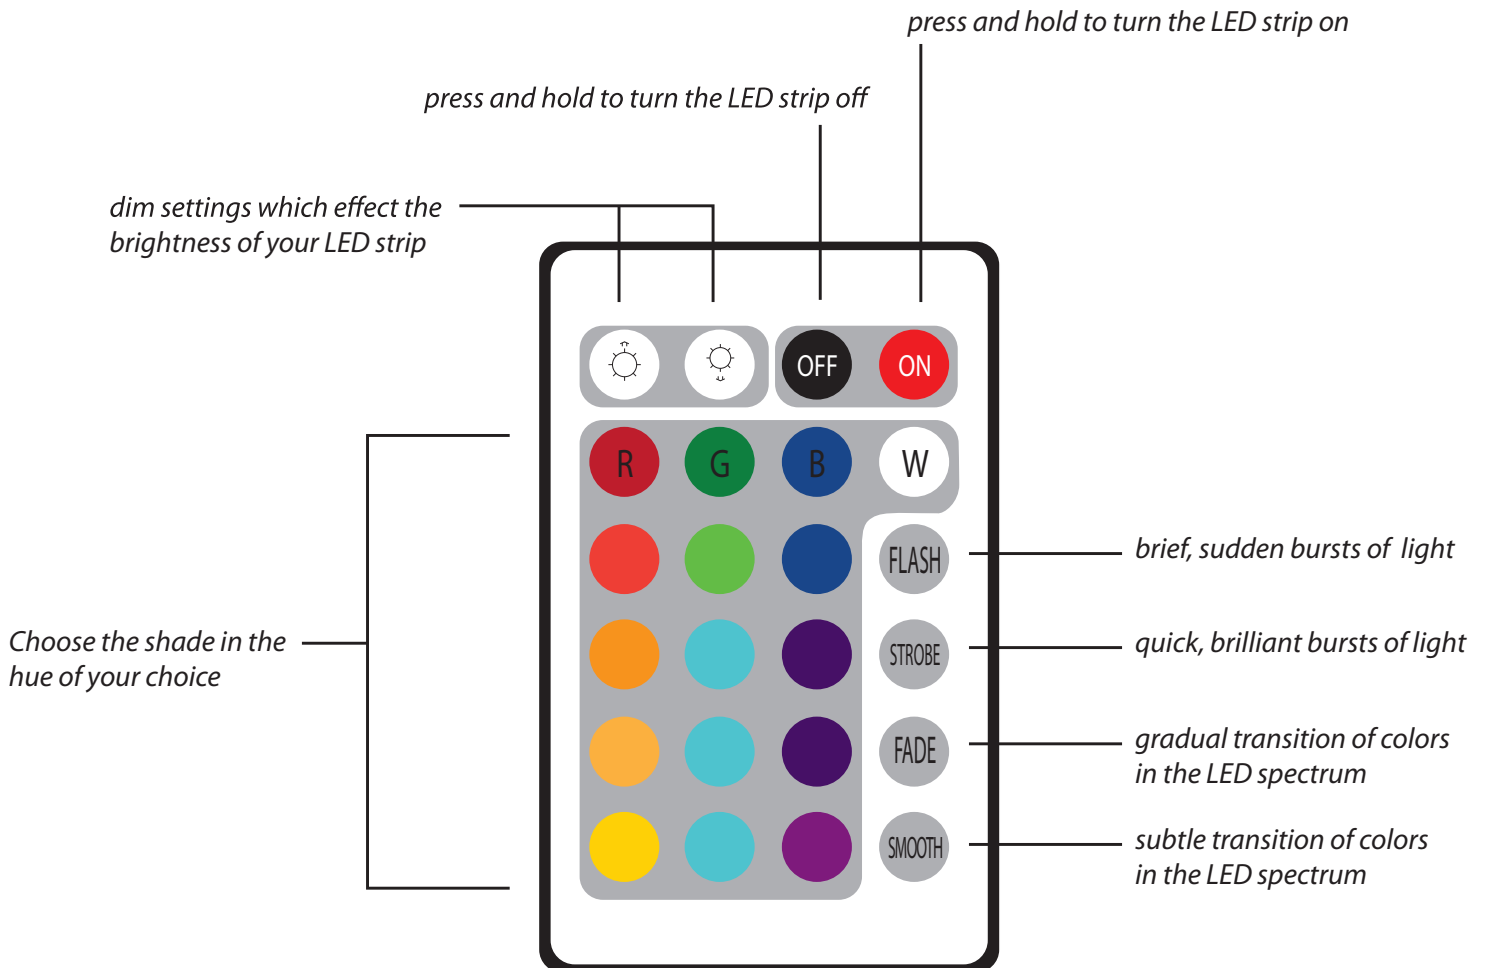 press and hold to turn the LED strip on
press and hold to turn the LED strip off
dim settings which effect the
brightness of your LED strip
OFF ON
R G B W
FLASH
brief, sudden bursts of light
STROBE
quick, brilliant bursts of light
Choose the shade in the
hue of your choice
FADE
gradual transition of colors
in the LED spectrum
SMOOTH
subtle transition of colors
in the LED spectrum